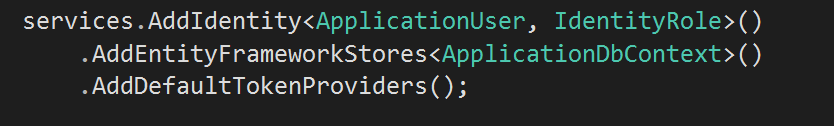 services.AddIdentity<ApplicationUser, IdentityRole>()
.AddEntityFrameworkStores<ApplicationDbContext>()
.AddDefaultTokenProviders();